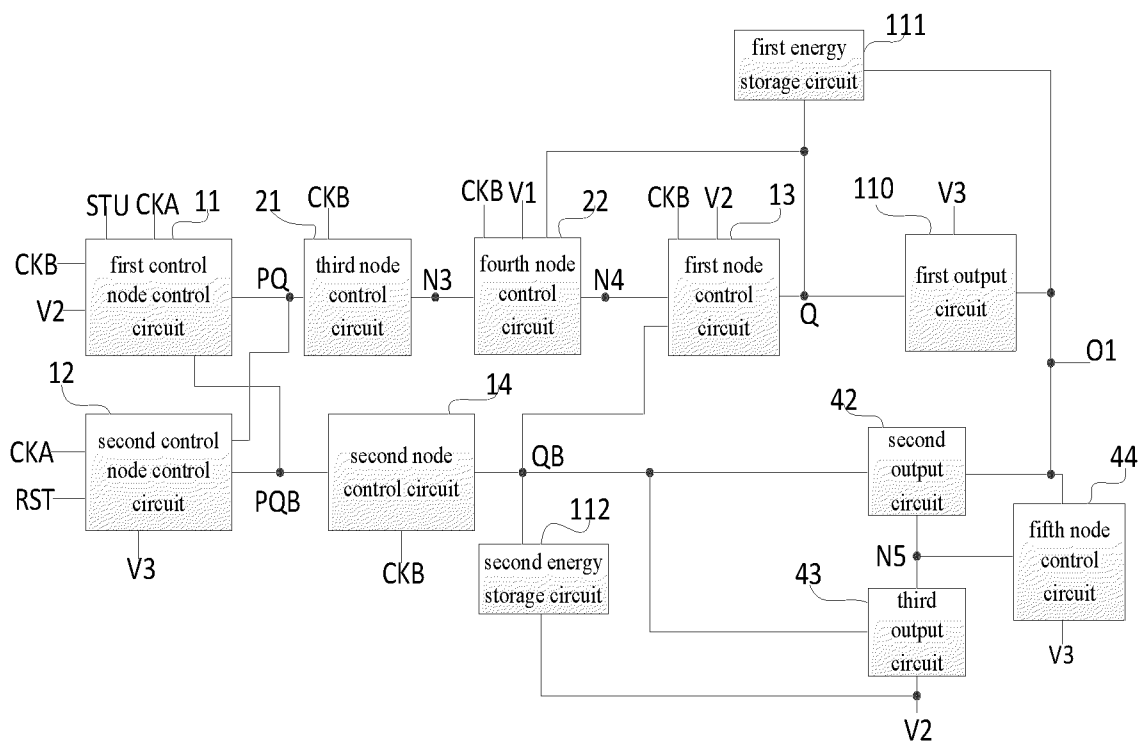 111
first energy
storage circuit
STU CKA 11
21 CKB
CKB V1 22
CKB V2 13
110 V3
CKB
V2
first control
node control
circuit
PQ
third node
control
circuit
N3
fourth node
control
circuit
N4
first node
control
circuit
Q
first output
circuit
O1
12
14
42
44
CKA
RST
second control
node control
circuit
V3
PQB
second node
control circuit
CKB
QB
112
second energy
storage circuit
second
output
circuit
N5
43
third
output
circuit
V2
fifth node
control
circuit
V3